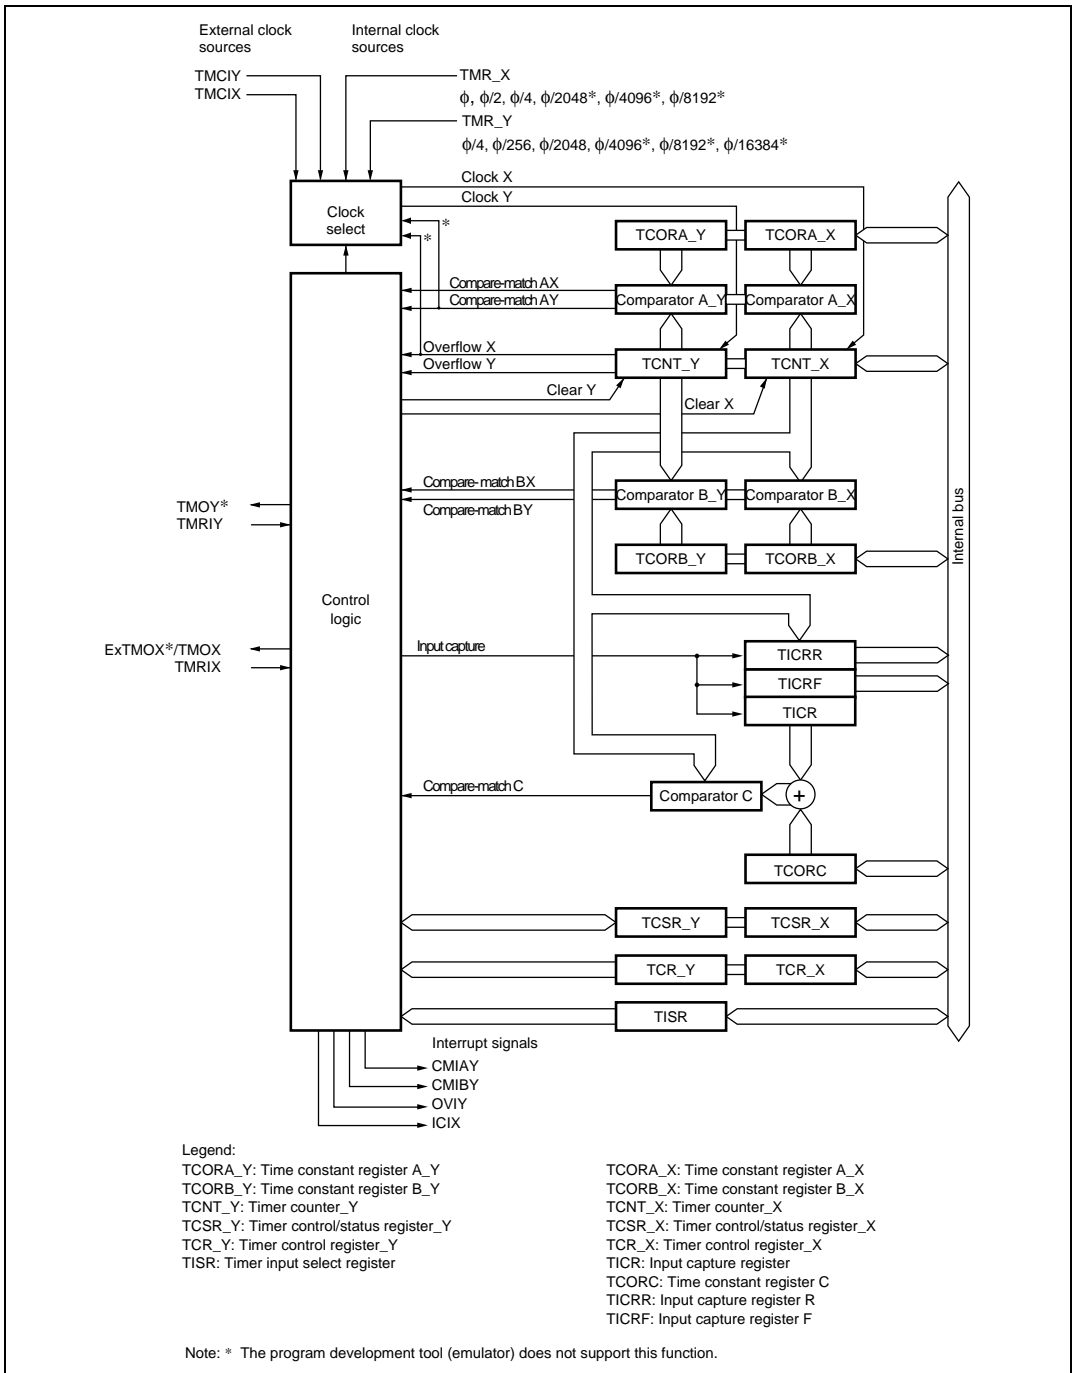 External clock
sources
Internal clock
sources
TMCIY
TMCIX
TMR_X
ϕ, ϕ/2, ϕ/4, ϕ/2048*, ϕ/4096*, ϕ/8192*
TMR_Y
ϕ/4, ϕ/256, ϕ/2048, ϕ/4096*, ϕ/8192*, ϕ/16384*
Clock X
Clock Y
Clock
select
*
*
TCORA_Y
TCORA_X
Compare-match AX
Compare-match AY
Comparator A_Y
Comparator A_X
Overflow X
Overflow Y
TCNT_Y
TCNT_X
Clear Y
Clear X
Compare- match BX
Compare-match BY
Comparator B_Y
Comparator B_X
TMOY*
TMRIY
TCORB_Y
TCORB_X
Internal bus
Control
logic
ExTMOX*/TMOX
TMRIX
Input capture
TICRR
TICRF
TICR
Compare-match C
Comparator C
+
TCORC
TCSR_Y
TCSR_X
TCR_Y
TCR_X
TISR
Interrupt signals
CMIAY
CMIBY
OVIY
ICIX
Legend:
TCORA_Y: Time constant register A_Y
TCORB_Y: Time constant register B_Y
TCNT_Y: Timer counter_Y
TCSR_Y: Timer control/status register_Y
TCR_Y: Timer control register_Y
TISR: Timer input select register
TCORA_X: Time constant register A_X
TCORB_X: Time constant register B_X
TCNT_X: Timer counter_X
TCSR_X: Timer control/status register_X
TCR_X: Timer control register_X
TICR: Input capture register
TCORC: Time constant register C
TICRR: Input capture register R
TICRF: Input capture register F
Note: * The program development tool (emulator) does not support this function.